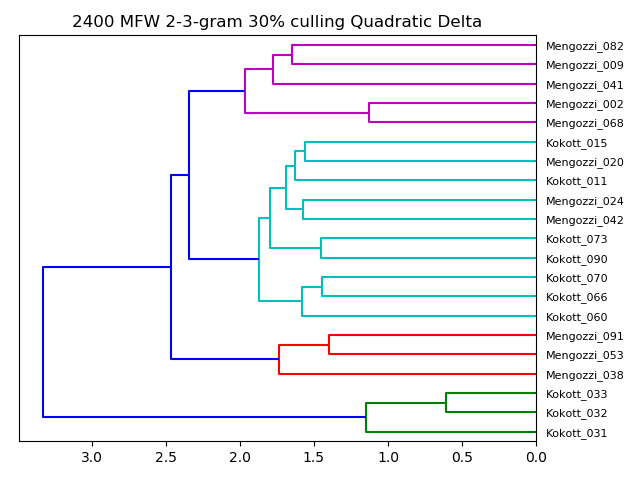 2400 MFW 2-3-gram 30% culling Quadratic Delta
Mengozzi_082
Mengozzi_009
Mengozzi_041
Mengozzi_002
Mengozzi_068
Kokott_015
Mengozzi_020
Kokott_011
Mengozzi_024
Mengozzi_042
Kokott_073
Kokott_090
Kokott_070
Kokott_066
Kokott_060
Mengozzi_091
Mengozzi_053
Mengozzi_038
Kokott_033
Kokott_032
Kokott_031
3.0 2.5 2.0 1.5 1.0 0.5 0.0